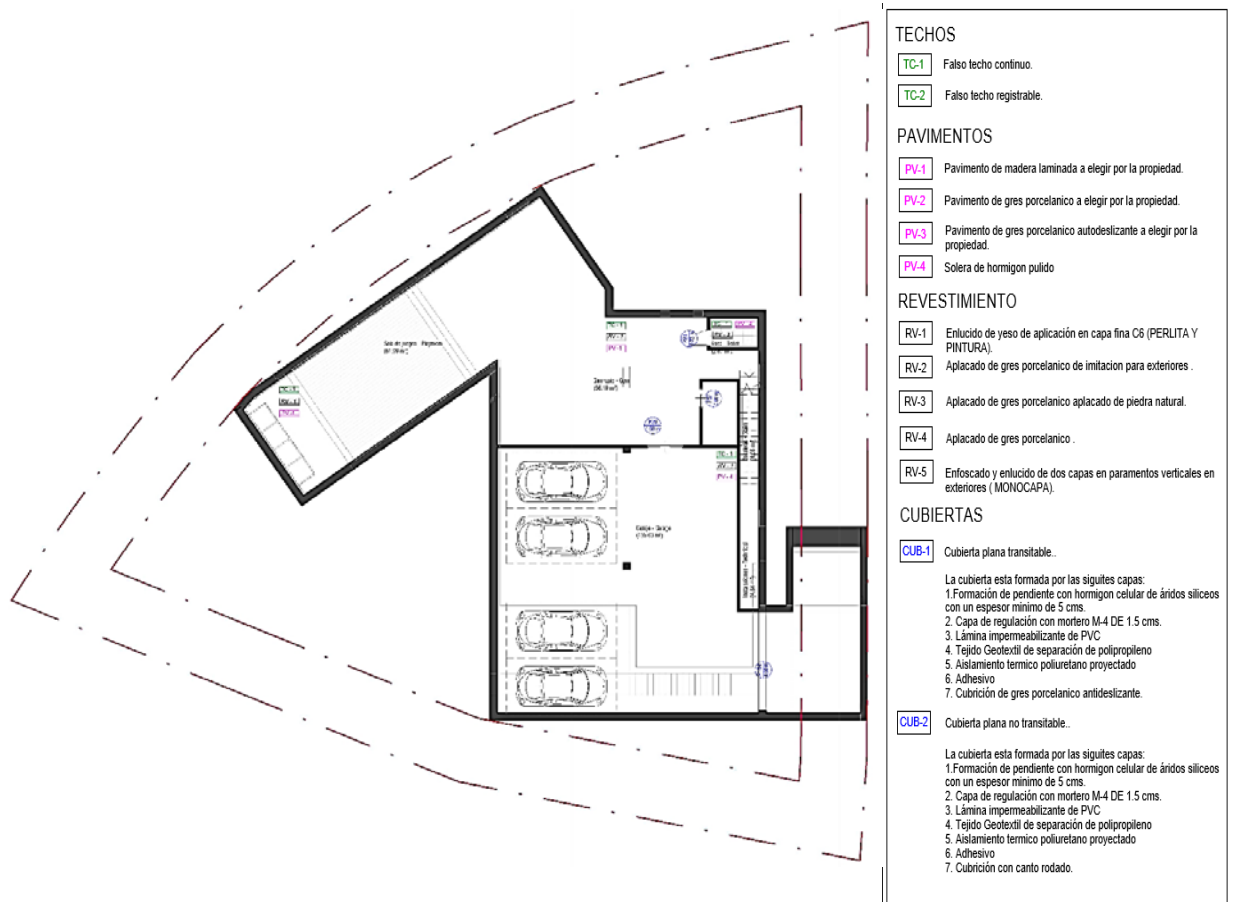 TECHOS
TC-1 Falso techo continuo.
TC-2 Falso techo registrable.
PAVIMENTOS
PV-1 Pavimento de madera laminada a elegir por la propiedad.
PV-2 Pavimento de gres porcelanico a elegir por la propiedad.
PV-3 Pavimento de gres porcelanico autodeslizante a elegir por la
propiedad.
PV-4 Solera de hormigon pulido
REVESTIMIENTO
RV-1 Enlucido de yeso de aplicación en capa fina C6 (PERLITA Y
PINTURA).
RV-2 Aplacado de gres porcelanico de imitacion para exteriores .
RV-3 Aplacado de gres porcelanico aplacado de piedra natural.
RV-4 Aplacado de gres porcelanico .
RV-5 Enfoscado y enlucido de dos capas en paramentos verticales en
exteriores ( MONOCAPA).
CUBIERTAS
CUB-1 Cubierta plana transitable..
La cubierta esta formada por las siguites capas:
1.Formación de pendiente con hormigon celular de áridos siliceos
con un espesor minimo de 5 cms.
2. Capa de regulación con mortero M-4 DE 1.5 cms.
3. Lámina impermeabilizante de PVC
4. Tejido Geotextil de separación de polipropileno
5. Aislamiento termico poliuretano proyectado
6. Adhesivo
7. Cubrición de gres porcelanico antideslizante.
CUB-2 Cubierta plana no transitable..
La cubierta esta formada por las siguites capas:
1.Formación de pendiente con hormigon celular de áridos siliceos
con un espesor minimo de 5 cms.
2. Capa de regulación con mortero M-4 DE 1.5 cms.
3. Lámina impermeabilizante de PVC
4. Tejido Geotextil de separación de polipropileno
5. Aislamiento termico poliuretano proyectado
6. Adhesivo
7. Cubrición con canto rodado.